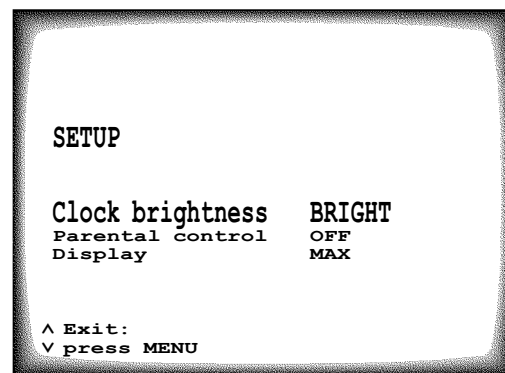 SETUP
Clock brightness BRIGHT
Parental control OFF
Display MAX
∧ Exit:
∨ press MENU